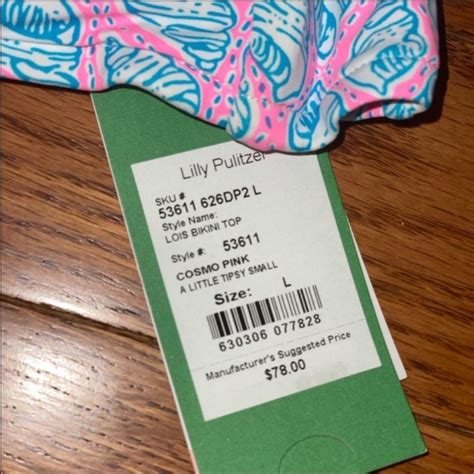 Lilly Pulitzer
SKU #
53611 626DP2 L
Style Name:
LOIS BIKINI TOP
Style #: 53611
COSMO PINK
A LITTLE TIPSY SMALL
Size: L
630306 077828
Manufacturer's Suggested Price
$78.00